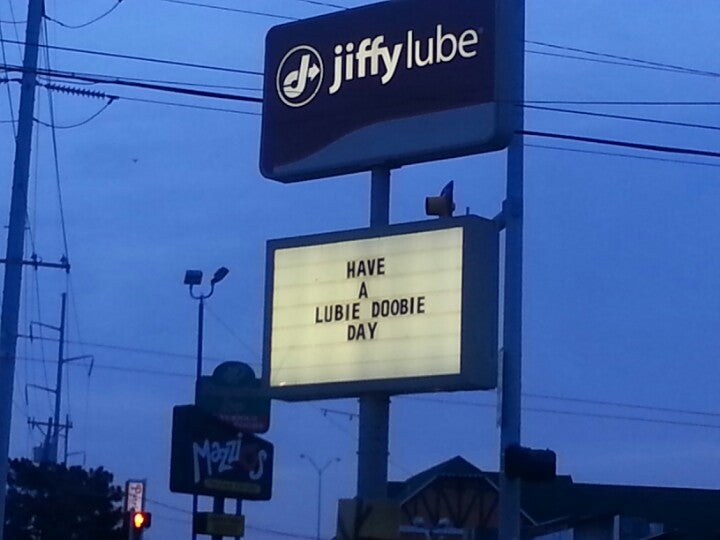 jiffy lube
HAVE
A
LUBIE DOOBIE
DAY
Mazzio's